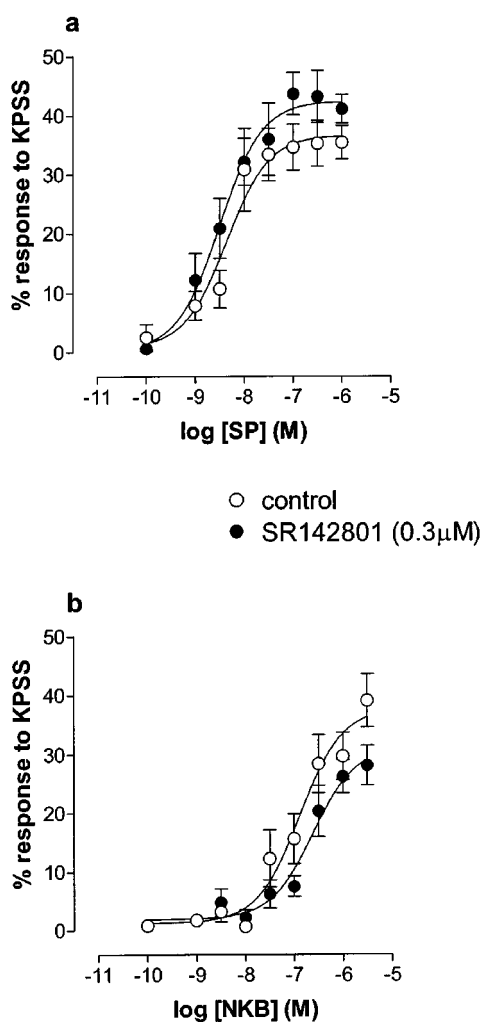 a
% response to KPSS
50
40
30
20
10
0
-11 -10 -9 -8 -7 -6 -5
log [SP] (M)
control
SR142801 (0.3μM)
b
% response to KPSS
50
40
30
20
10
0
-11 -10 -9 -8 -7 -6 -5
log [NKB] (M)